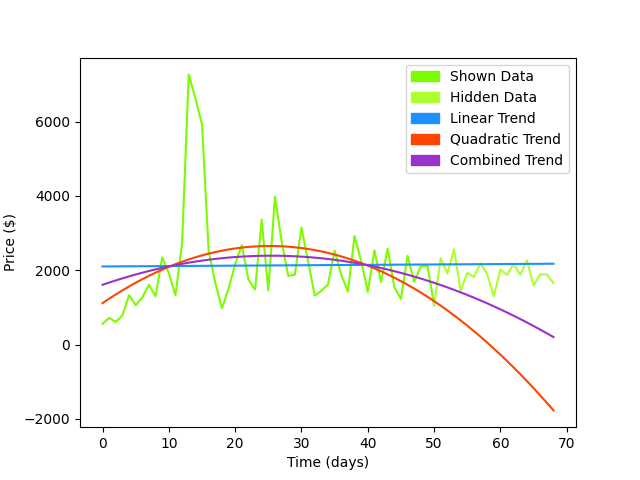 Shown Data
Hidden Data
Linear Trend
Quadratic Trend
Combined Trend
Price ($)
6000
4000
2000
0
−2000
0 10 20 30 40 50 60 70
Time (days)